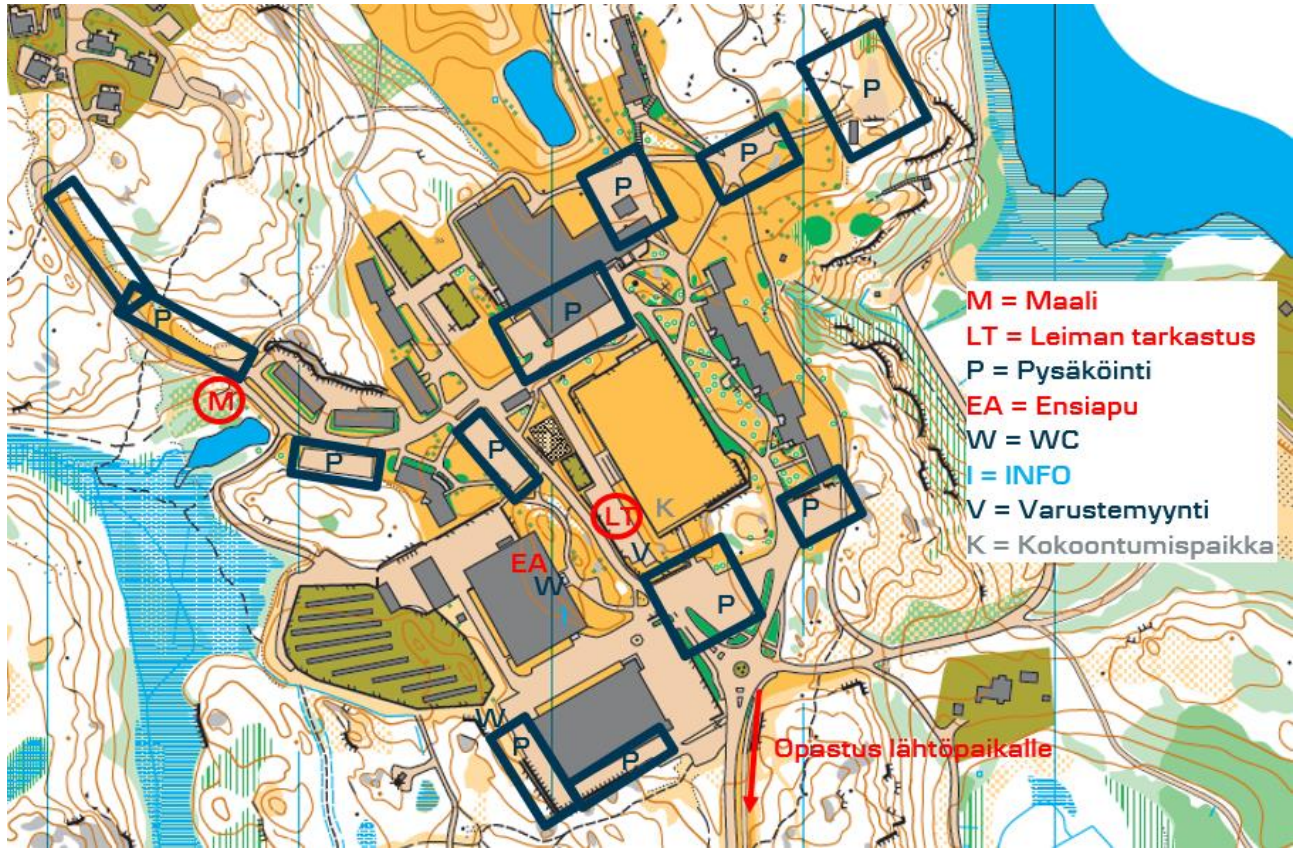 P
P
P
P
P
M = Maali
LT = Leiman tarkastus
P = Pysäköinti
EA = Ensiapu
W = WC
I = INFO
V = Varustemyynti
K = Kokoontumispaikka
M
P
P
P
K
LT
V
EA
W
I
P
W
P
P
Opastus lähtöpaikalle